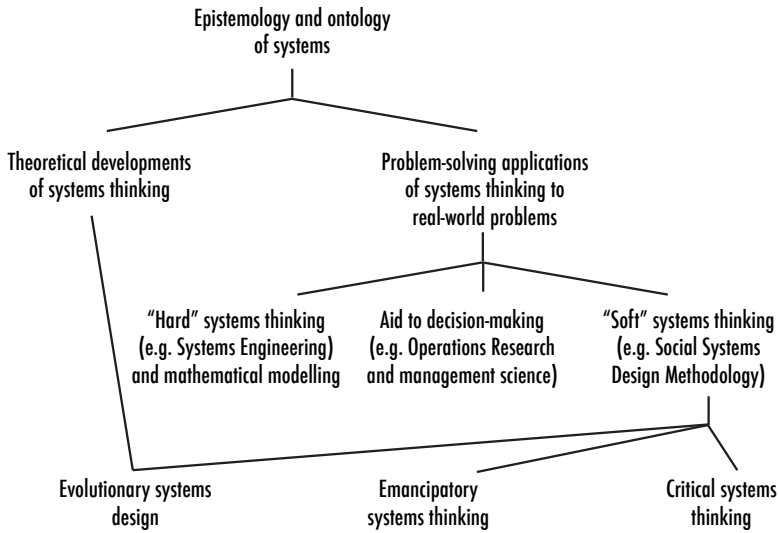 Epistemology and ontology
of systems
Theoretical developments
of systems thinking
Problem-solving applications
of systems thinking to
real-world problems
“Hard” systems thinking
(e.g. Systems Engineering)
and mathematical modelling
Aid to decision-making
(e.g. Operations Research
and management science)
“Soft” systems thinking
(e.g. Social Systems
Design Methodology)
Evolutionary systems
design
Emancipatory
systems thinking
Critical systems
thinking